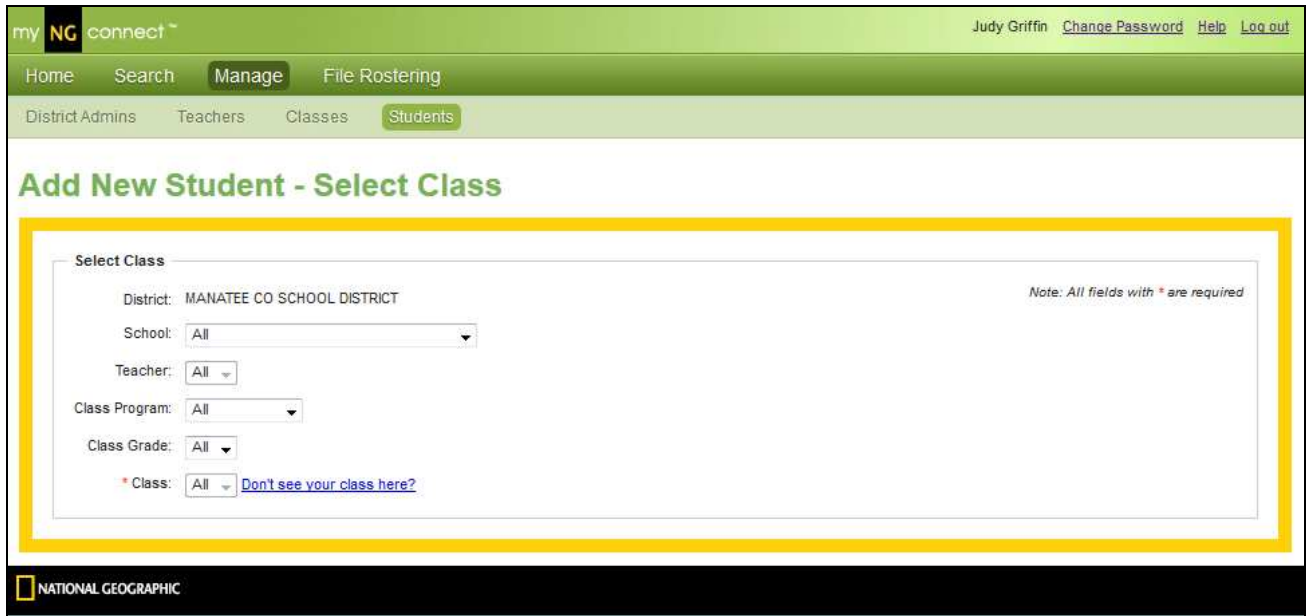 my NG connect ™ Judy Griffin Change Password Help Log out
Home Search Manage File Rostering
District Admins Teachers Classes Students
Add New Student - Select Class
Select Class
Note: All fields with * are required
District: MANATEE CO SCHOOL DISTRICT
School: All
Teacher: All
Class Program: All
Class Grade: All
* Class: All Don't see your class here?
NATIONAL GEOGRAPHIC